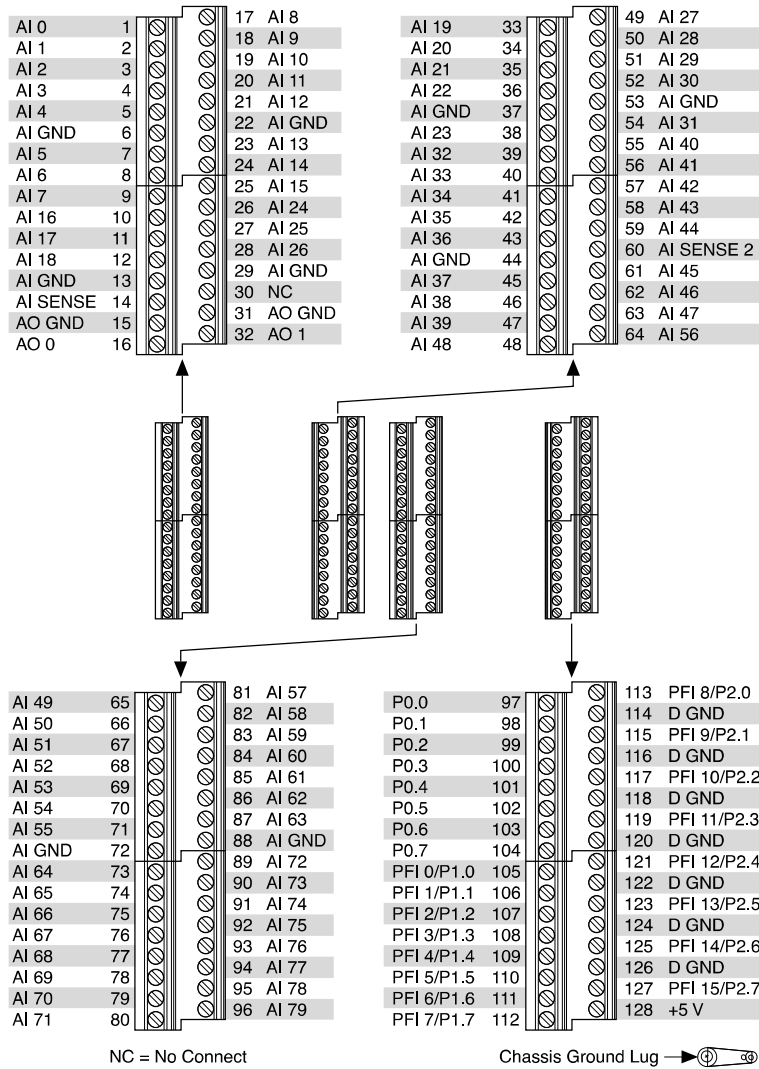 AI 0 1
AI 1 2
AI 2 3
AI 3 4
AI 4 5
AI GND 6
AI 5 7
AI 6 8
AI 7 9
AI 16 10
AI 17 11
AI 18 12
AI GND 13
AI SENSE 14
AO GND 15
AO 0 16
17 AI 8
18 AI 9
19 AI 10
20 AI 11
21 AI 12
22 AI GND
23 AI 13
24 AI 14
25 AI 15
26 AI 24
27 AI 25
28 AI 26
29 AI GND
30 NC
31 AO GND
32 AO 1
AI 19 33
AI 20 34
AI 21 35
AI 22 36
AI GND 37
AI 23 38
AI 32 39
AI 33 40
AI 34 41
AI 35 42
AI 36 43
AI GND 44
AI 37 45
AI 38 46
AI 39 47
AI 48 48
49 AI 27
50 AI 28
51 AI 29
52 AI 30
53 AI GND
54 AI 31
55 AI 40
56 AI 41
57 AI 42
58 AI 43
59 AI 44
60 AI SENSE 2
61 AI 45
62 AI 46
63 AI 47
64 AI 56
AI 49 65
AI 50 66
AI 51 67
AI 52 68
AI 53 69
AI 54 70
AI 55 71
AI GND 72
AI 64 73
AI 65 74
AI 66 75
AI 67 76
AI 68 77
AI 69 78
AI 70 79
AI 71 80
81 AI 57
82 AI 58
83 AI 59
84 AI 60
85 AI 61
86 AI 62
87 AI 63
88 AI GND
89 AI 72
90 AI 73
91 AI 74
92 AI 75
93 AI 76
94 AI 77
95 AI 78
96 AI 79
P0.0 97
P0.1 98
P0.2 99
P0.3 100
P0.4 101
P0.5 102
P0.6 103
P0.7 104
PFI 0/P1.0 105
PFI 1/P1.1 106
PFI 2/P1.2 107
PFI 3/P1.3 108
PFI 4/P1.4 109
PFI 5/P1.5 110
PFI 6/P1.6 111
PFI 7/P1.7 112
113 PFI 8/P2.0
114 D GND
115 PFI 9/P2.1
116 D GND
117 PFI 10/P2.2
118 D GND
119 PFI 11/P2.3
120 D GND
121 PFI 12/P2.4
122 D GND
123 PFI 13/P2.5
124 D GND
125 PFI 14/P2.6
126 D GND
127 PFI 15/P2.7
128 +5 V
NC = No Connect
Chassis Ground Lug